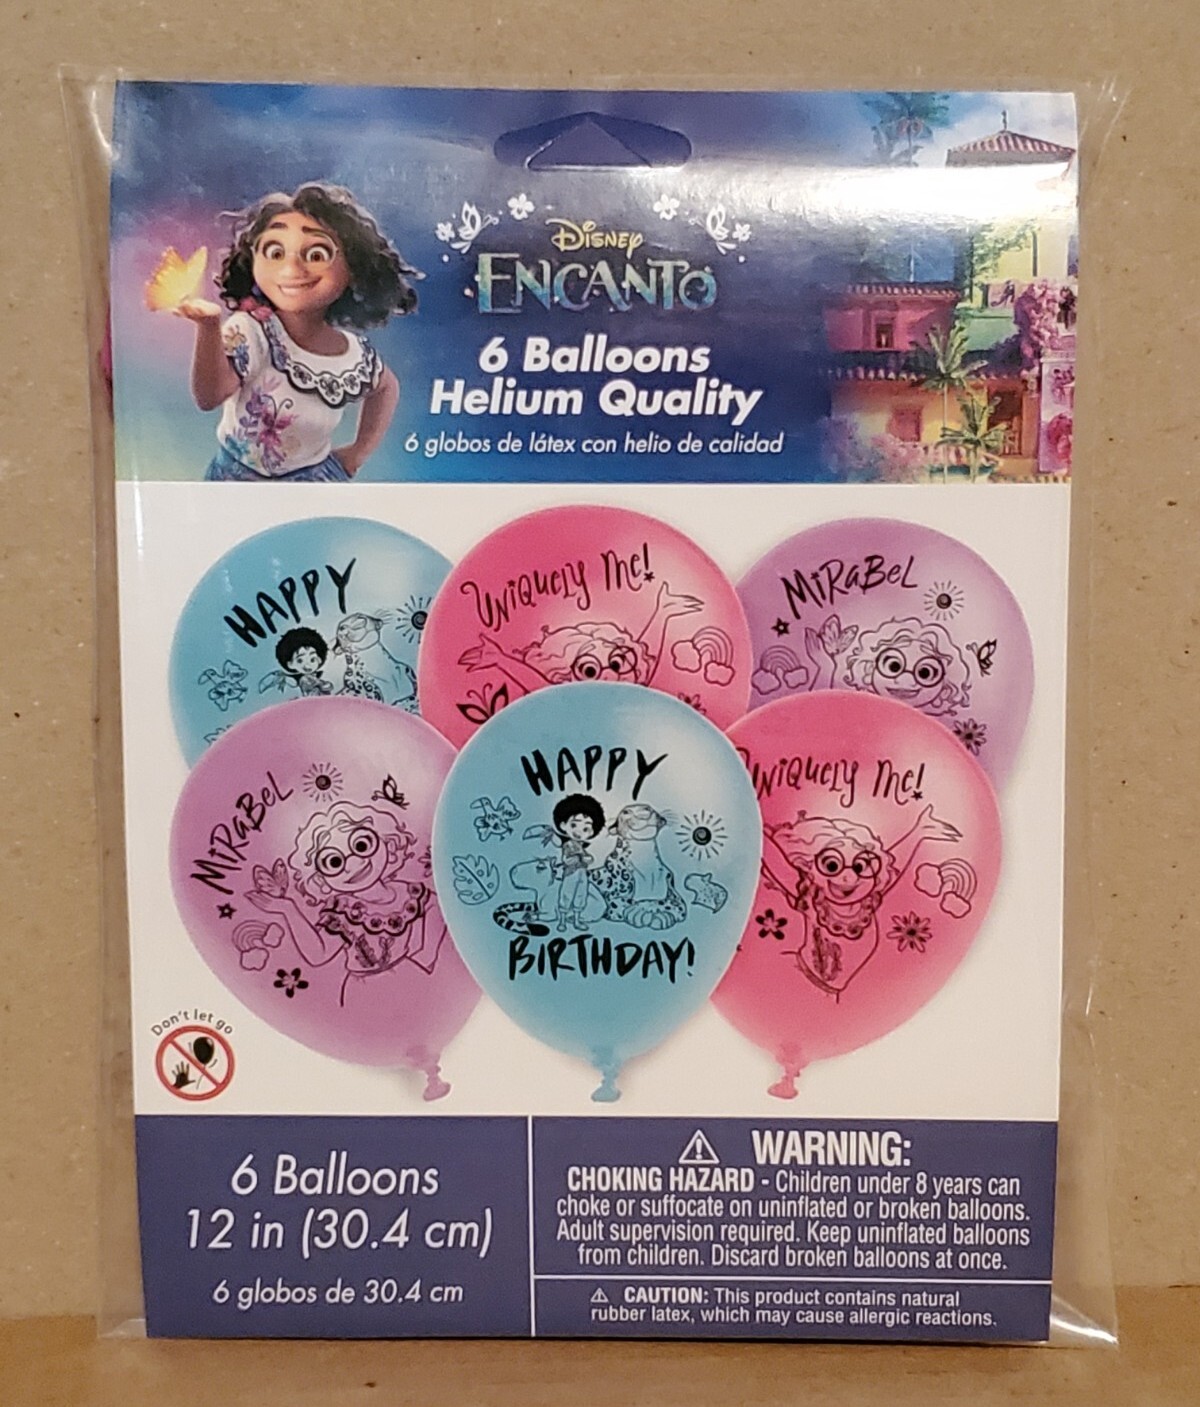 DISNEY
ENCANTO
6 Balloons
Helium Quality
6 globos de látex con helio de calidad
HAPPY
UNIQUELY ME!
MIRABEL
MIRABEL
HAPPY
BIRTHDAY!
UNIQUELY ME!
Don't let go
6 Balloons
12 in (30.4 cm)
6 globos de 30.4 cm
WARNING:
CHOKING HAZARD - Children under 8 years can
choke or suffocate on uninflated or broken balloons.
Adult supervision required. Keep uninflated balloons
from children. Discard broken balloons at once.
CAUTION: This product contains natural
rubber latex, which may cause allergic reactions.